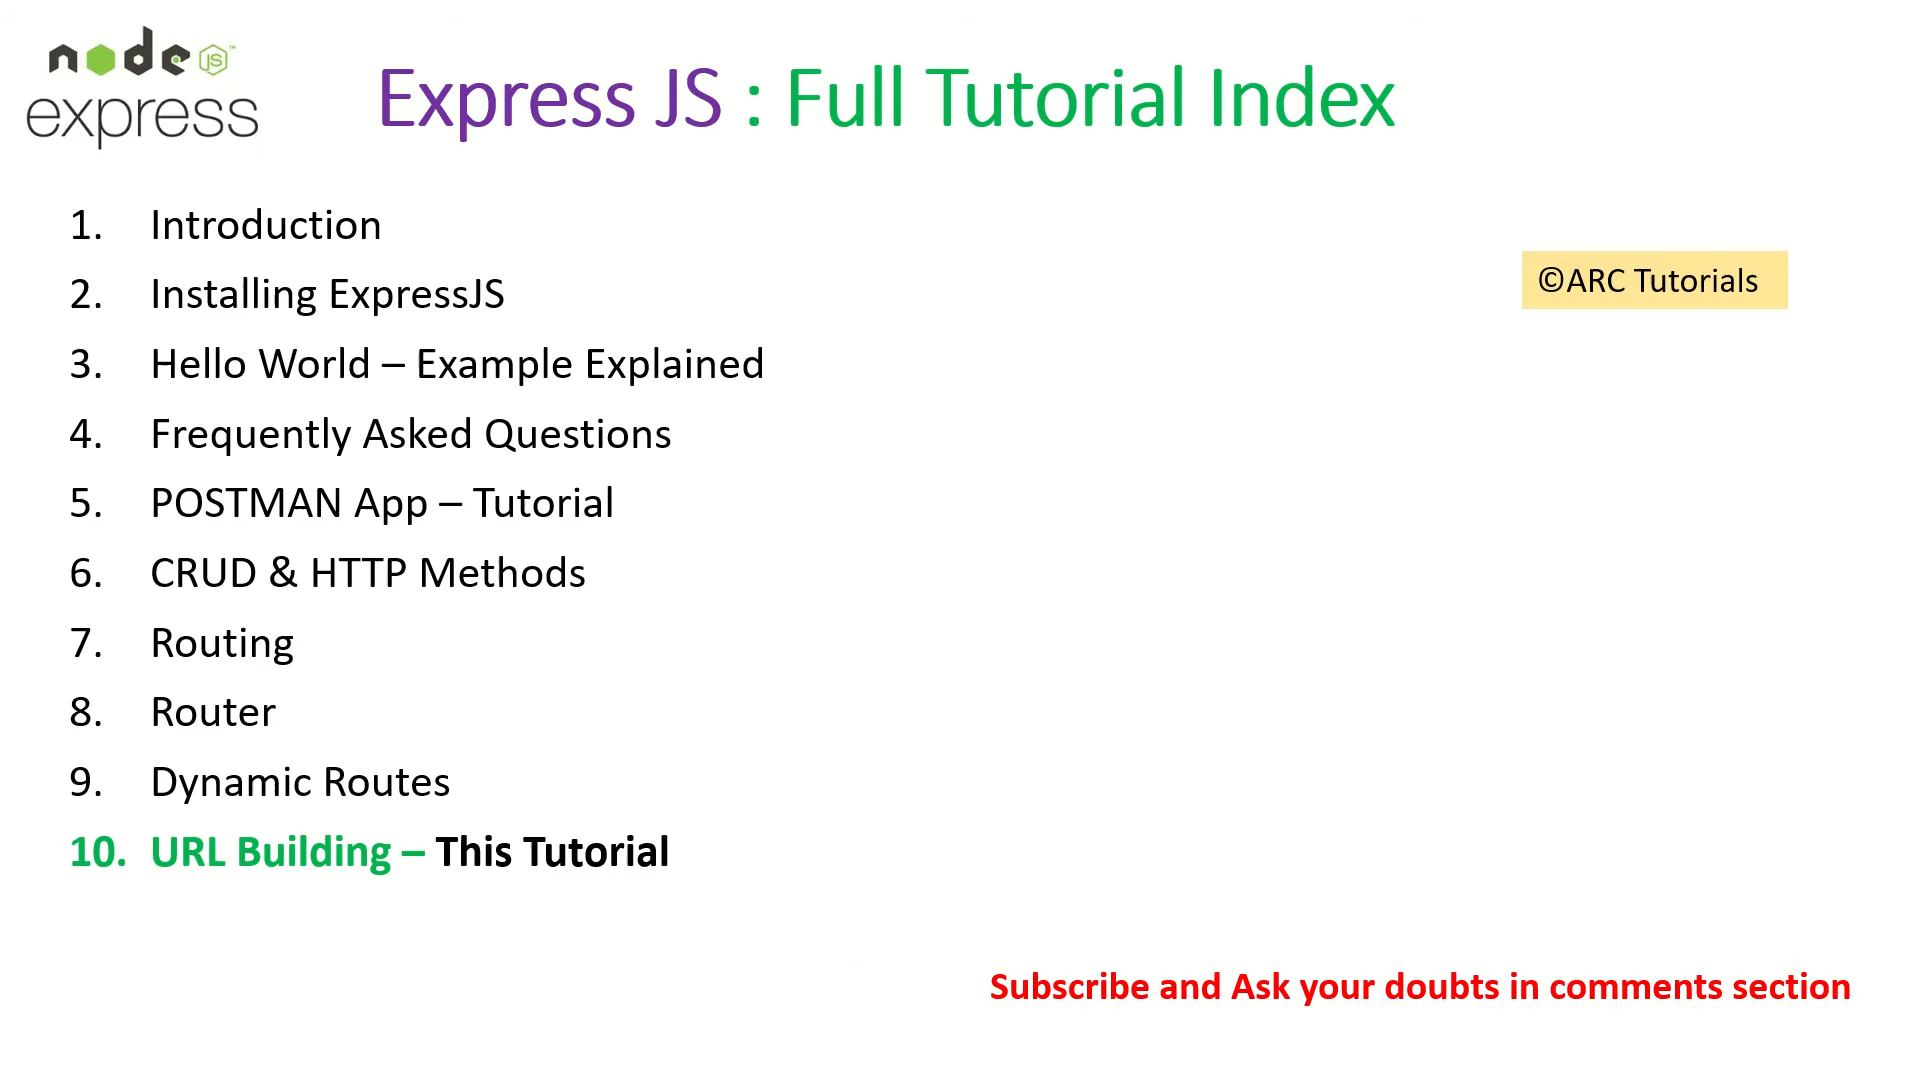 node JS™
express
Express JS : Full Tutorial Index
1. Introduction
©ARC Tutorials
2. Installing ExpressJS
3. Hello World – Example Explained
4. Frequently Asked Questions
5. POSTMAN App – Tutorial
6. CRUD & HTTP Methods
7. Routing
8. Router
9. Dynamic Routes
10. URL Building – This Tutorial
Subscribe and Ask your doubts in comments section